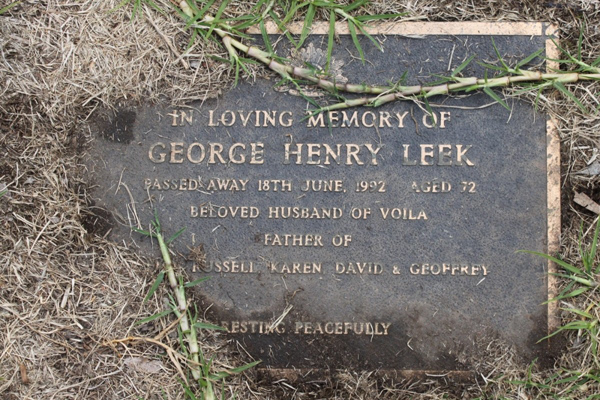 IN LOVING MEMORY OF
GEORGE HENRY LEEK
PASSED AWAY 18TH JUNE, 1992 AGED 72
BELOVED HUSBAND OF VOILA
FATHER OF
RUSSELL, KAREN, DAVID & GEOFFREY
RESTING PEACEFULLY